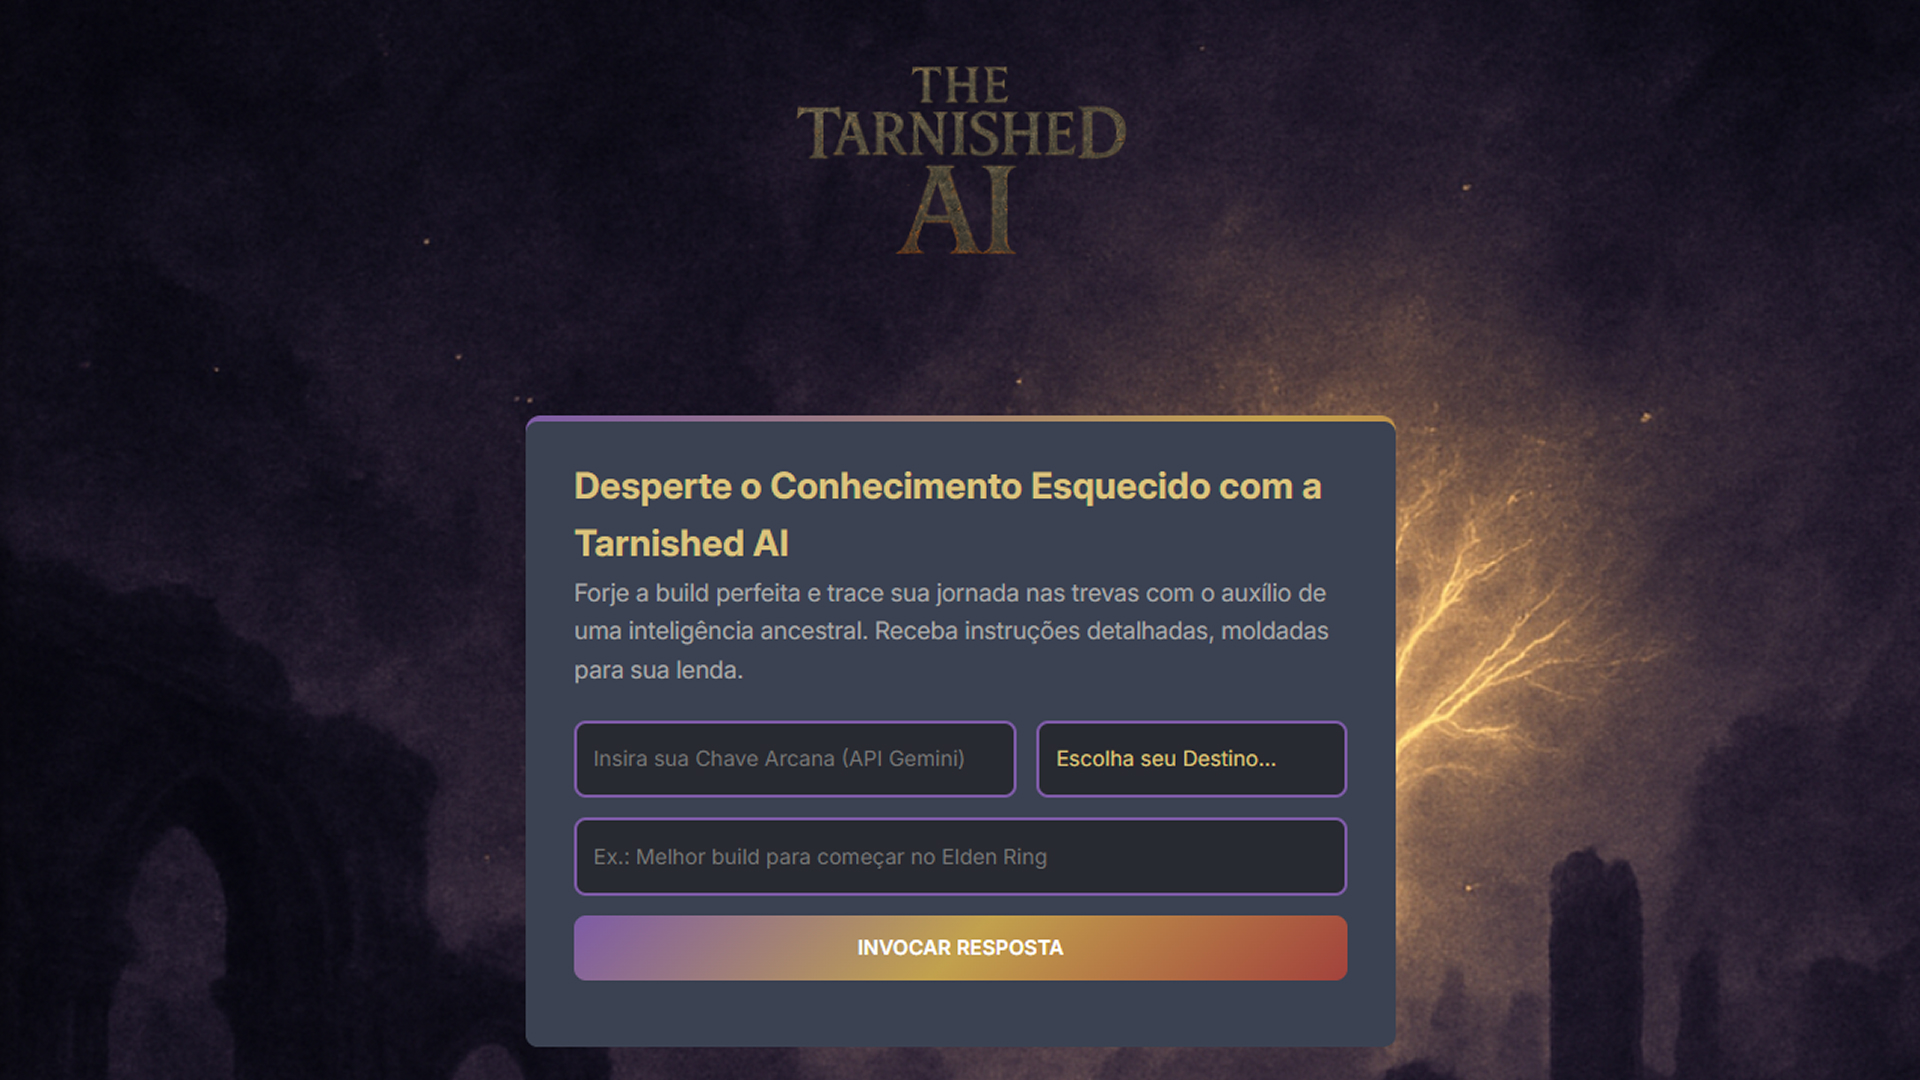 THE
TARNISHED
AI
Desperte o Conhecimento Esquecido com a
Tarnished AI
Forje a build perfeita e trace sua jornada nas trevas com o auxílio de
uma inteligência ancestral. Receba instruções detalhadas, moldadas
para sua lenda.
Insira sua Chave Arcana (API Gemini)
Escolha seu Destino...
Ex.: Melhor build para começar no Elden Ring
INVOCAR RESPOSTA